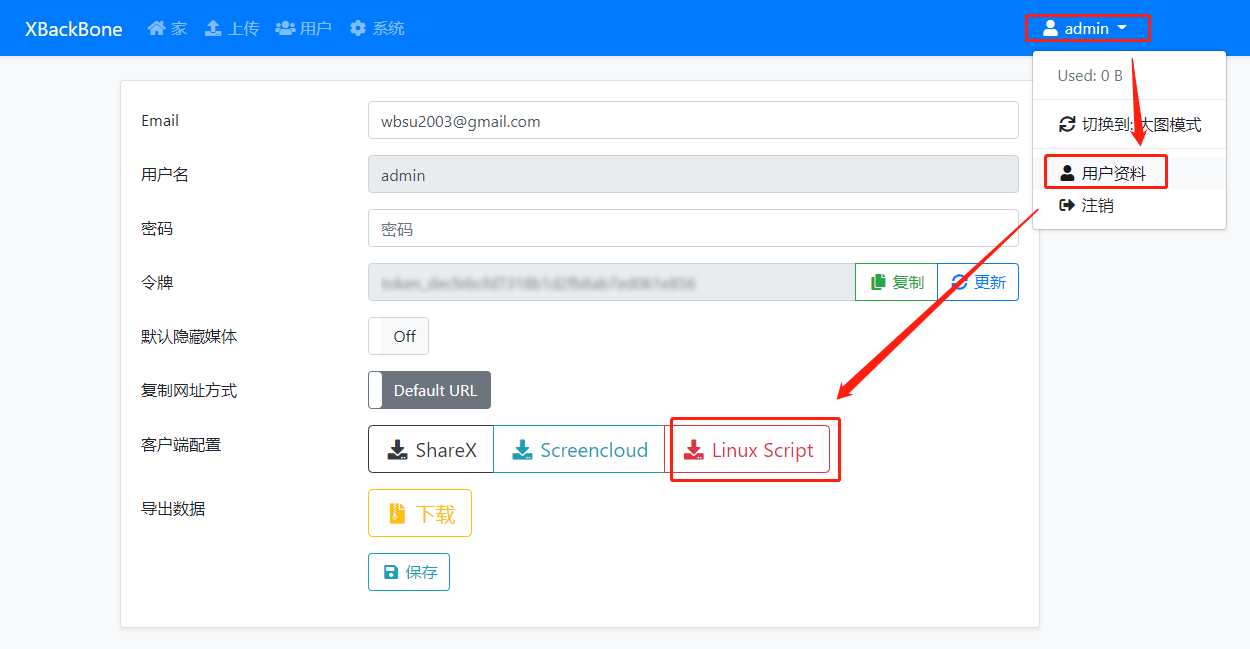 XBackBone 家 上传 用户 系统 admin
Used: 0 B
切换到: 大图模式
用户资料
注销
Email wbsu2003@gmail.com
用户名 admin
密码 密码
令牌 复制 更新
默认隐藏媒体 Off
复制网址方式 Default URL
客户端配置 ShareX Screencloud Linux Script
导出数据 下载
保存